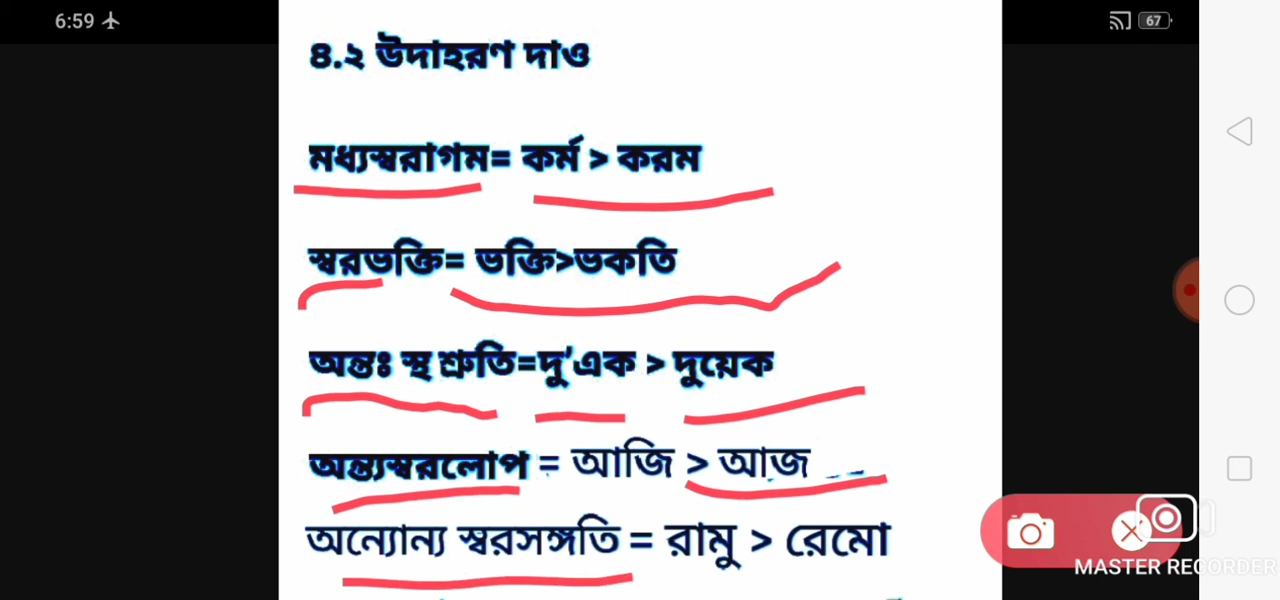 6:59 67
৪.২ উদাহরণ দাও
মধ্যস্বরাগম= কর্ম > করম
স্বরভক্তি= ভক্তি>ভকতি
অন্তঃ স্থ শ্রুতি=দু'এক > দুয়েক
অন্ত্যস্বরলোপ = আজি > আজ
অন্যোন্য স্বরসঙ্গতি = রামু > রেমো
MASTER RECORDER